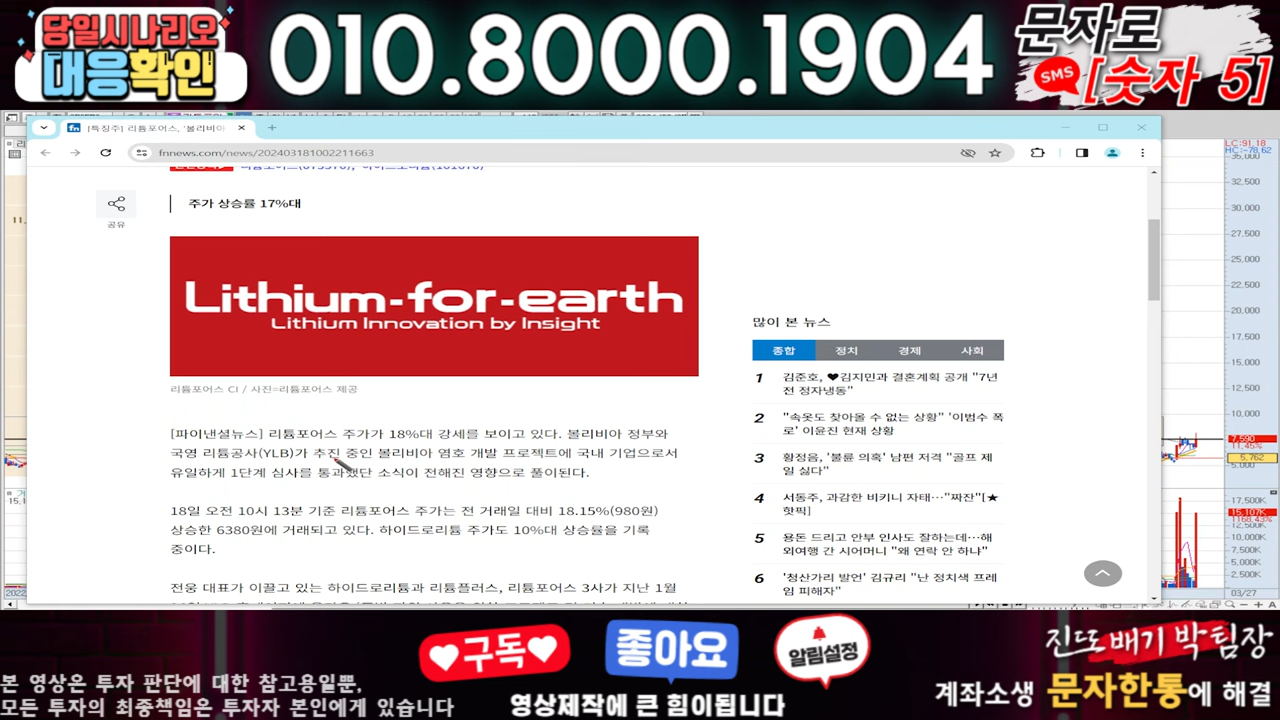 당일시나리오
대응확인
010.8000.1904
문자로
SMS [숫자 5]
[특징주] 리튬포어스, '볼리비아
fnnews.com/news/202403181002211663
공유
주가 상승률 17%대
Lithium-for-earth
Lithium Innovation by Insight
리튬포어스 CI / 사진=리튬포어스 제공
[파이낸셜뉴스] 리튬포어스 주가가 18%대 강세를 보이고 있다. 볼리비아 정부와
국영 리튬공사(YLB)가 추진 중인 볼리비아 염호 개발 프로젝트에 국내 기업으로서
유일하게 1단계 심사를 통과했단 소식이 전해진 영향으로 풀이된다.
18일 오전 10시 13분 기준 리튬포어스 주가는 전 거래일 대비 18.15%(980원)
상승한 6380원에 거래되고 있다. 하이드로리튬 주가도 10%대 상승률을 기록
중이다.
전웅 대표가 이끌고 있는 하이드로리튬과 리튬플러스, 리튬포어스 3사가 지난 1월
많이 본 뉴스
종합 정치 경제 사회
1 김준호, ♥김지민과 결혼계획 공개 "7년
전 정자냉동"
2 "속옷도 찾아올 수 없는 상황" '이범수 폭
로' 이윤진 현재 상황
3 황정음, '불륜 의혹' 남편 저격 "골프 제
일 싫다"
4 서동주, 과감한 비키니 자태…"짜잔"[★
핫픽]
5 용돈 드리고 안부 인사도 잘하는데…해
외여행 간 시어머니 "왜 연락 안 하냐"
6 '청산가리 발언' 김규리 "난 정치색 프레
임 피해자"
LC:91,18
HC:-78,62
35,000
32,500
30,000
27,500
25,000
22,500
20,000
17,500
15,000
12,500
10,000
7,590
11.45%
5,762
5,000
17,500K
15,107K
1168.43%
12,500K
10,000K
7,500K
5,000K
2,500K
03/27
2022
구독
좋아요
알림설정
영상제작에 큰 힘이됩니다
본 영상은 투자 판단에 대한 참고용일뿐,
모든 투자의 최종책임은 투자자 본인에게 있습니다
진또배기 박팀장
계좌소생 문자한통에 해결